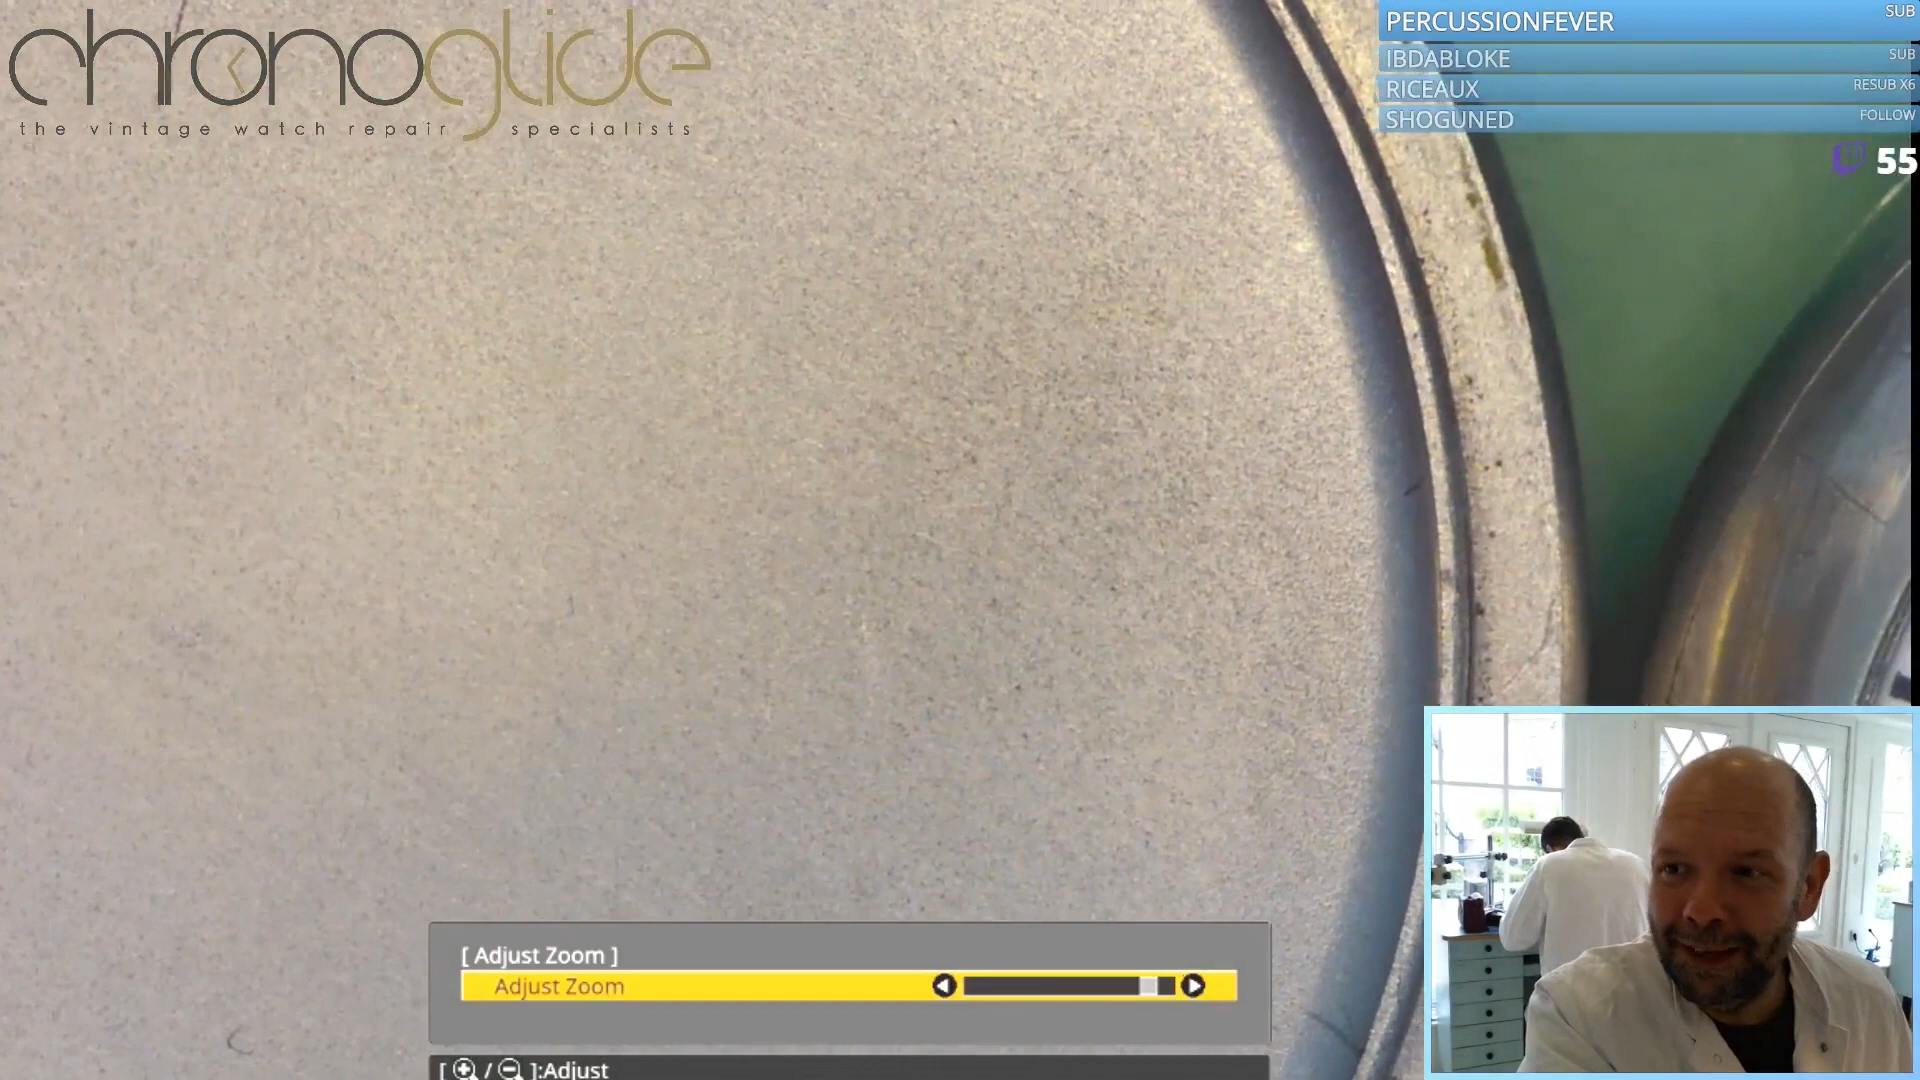 chronoglide
the vintage watch repair specialists
PERCUSSIONFEVER SUB
IBDABLOKE SUB
RICEAUX RESUB X6
SHOGUNED FOLLOW
55
[ Adjust Zoom ]
Adjust Zoom
[ / ]:Adjust